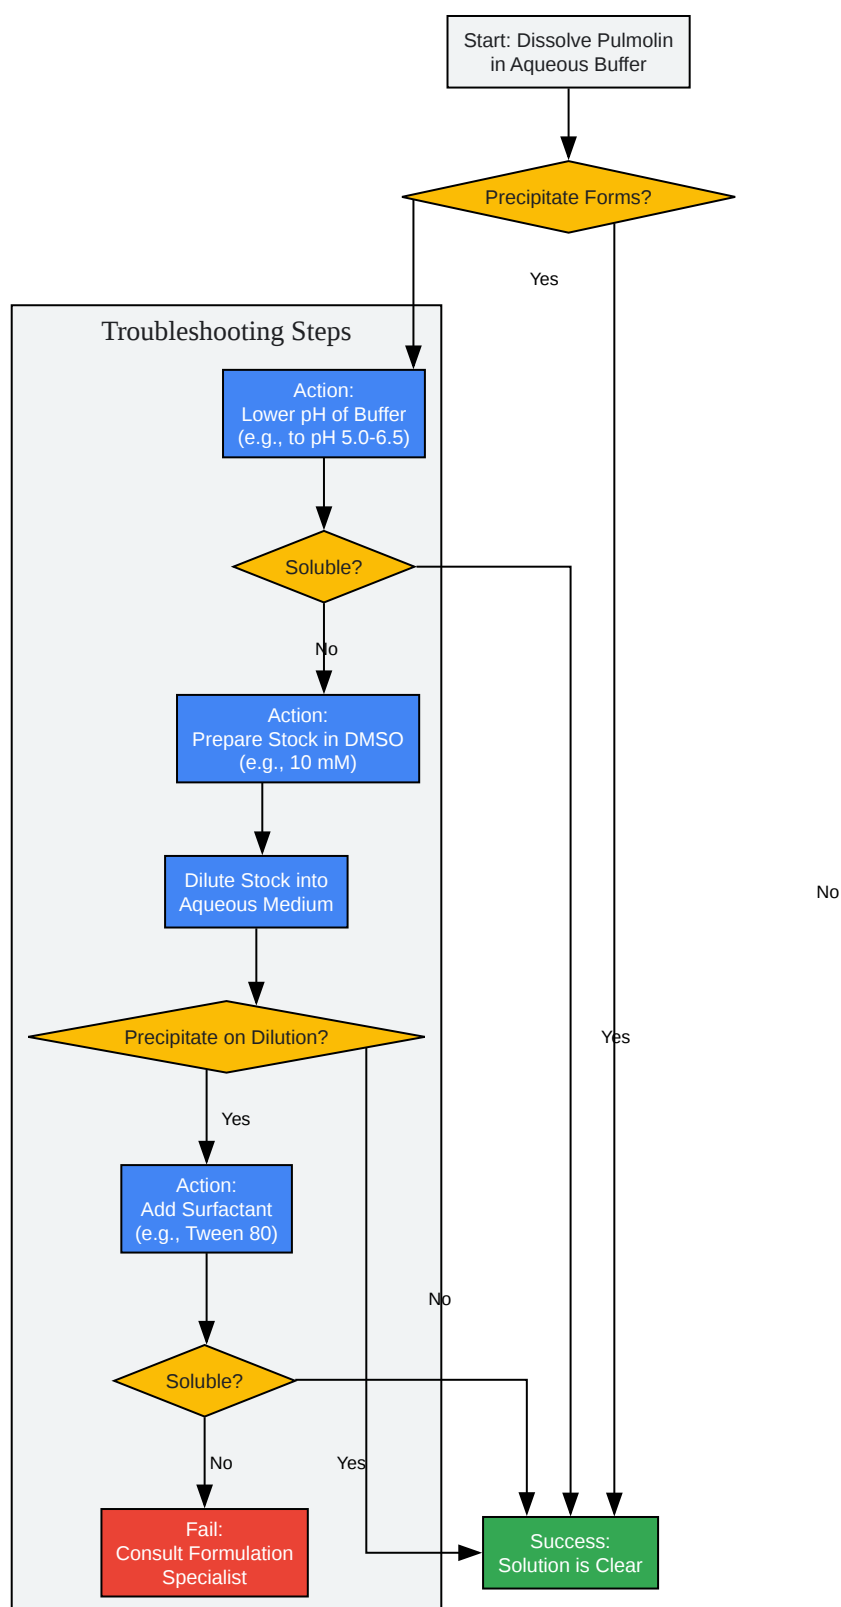 Start: Dissolve Pulmolin
in Aqueous Buffer
Precipitate Forms?
Yes
Troubleshooting Steps
Action:
Lower pH of Buffer
(e.g., to pH 5.0-6.5)
Soluble?
No
Action:
Prepare Stock in DMSO
(e.g., 10 mM)
Dilute Stock into
Aqueous Medium
No
Precipitate on Dilution?
Yes
Yes
Action:
Add Surfactant
(e.g., Tween 80)
No
Soluble?
No
Yes
Fail:
Consult Formulation
Specialist
Success:
Solution is Clear